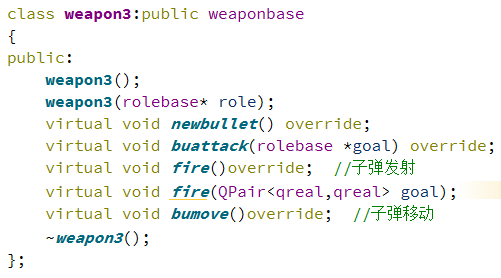 class weapon3:public weaponbase
{
public:
    weapon3();
    weapon3(rolebase* role);
    virtual void newbullet() override;
    virtual void buattack(rolebase *goal) override;
    virtual void fire()override;  //子弹发射
    virtual void fire(QPair<qreal,qreal> goal);
    virtual void bumove()override;  //子弹移动
    ~weapon3();
};